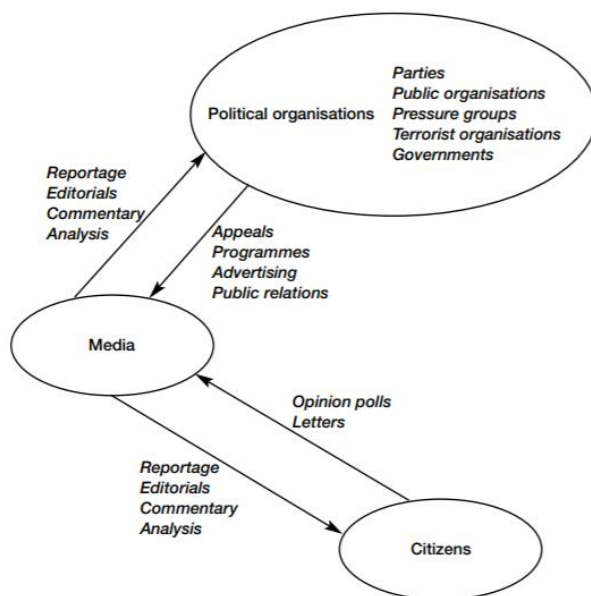 Parties
Public organisations
Political organisations
Pressure groups
Terrorist organisations
Governments
Reportage
Editorials
Commentary
Analysis
Appeals
Programmes
Advertising
Public relations
Media
Opinion polls
Letters
Reportage
Editorials
Commentary
Analysis
Citizens